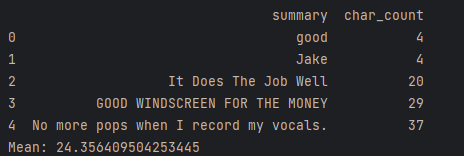 summary char_count
0 good 4
1 Jake 4
2 It Does The Job Well 20
3 GOOD WINDSCREEN FOR THE MONEY 29
4 No more pops when I record my vocals. 37
Mean: 24.356409504253445